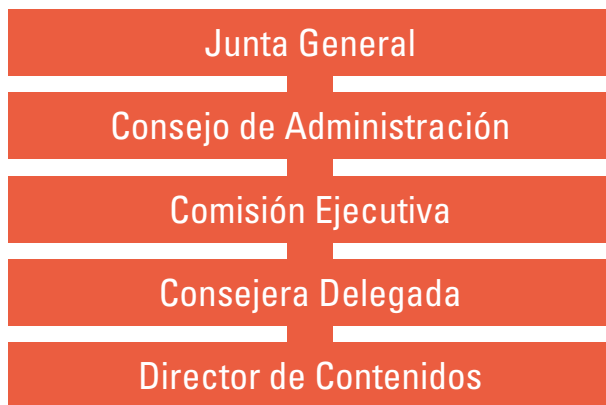 Junta General
Consejo de Administración
Comisión Ejecutiva
Consejera Delegada
Director de Contenidos